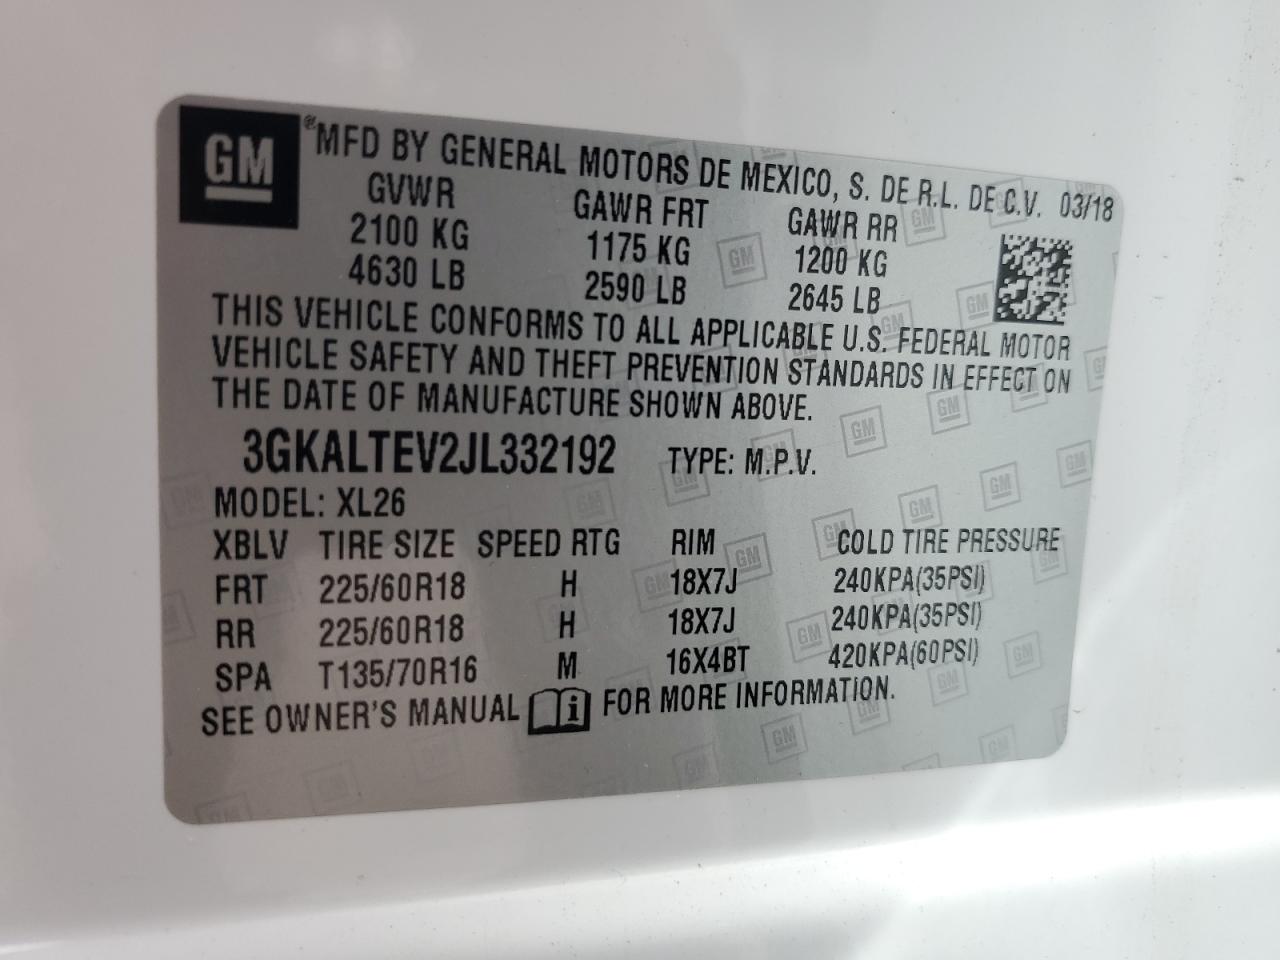 GM
® MFD BY GENERAL MOTORS DE MEXICO, S. DE R.L. DE C.V. 03/18
GVWR GAWR FRT GAWR RR
2100 KG 1175 KG 1200 KG
4630 LB 2590 LB 2645 LB
THIS VEHICLE CONFORMS TO ALL APPLICABLE U.S. FEDERAL MOTOR
VEHICLE SAFETY AND THEFT PREVENTION STANDARDS IN EFFECT ON
THE DATE OF MANUFACTURE SHOWN ABOVE.
3GKALTEV2JL332192 TYPE: M.P.V.
MODEL: XL26
XBLV TIRE SIZE SPEED RTG RIM COLD TIRE PRESSURE
FRT 225/60R18 H 18X7J 240KPA(35PSI)
RR 225/60R18 H 18X7J 240KPA(35PSI)
SPA T135/70R16 M 16X4BT 420KPA(60PSI)
SEE OWNER'S MANUAL i FOR MORE INFORMATION.